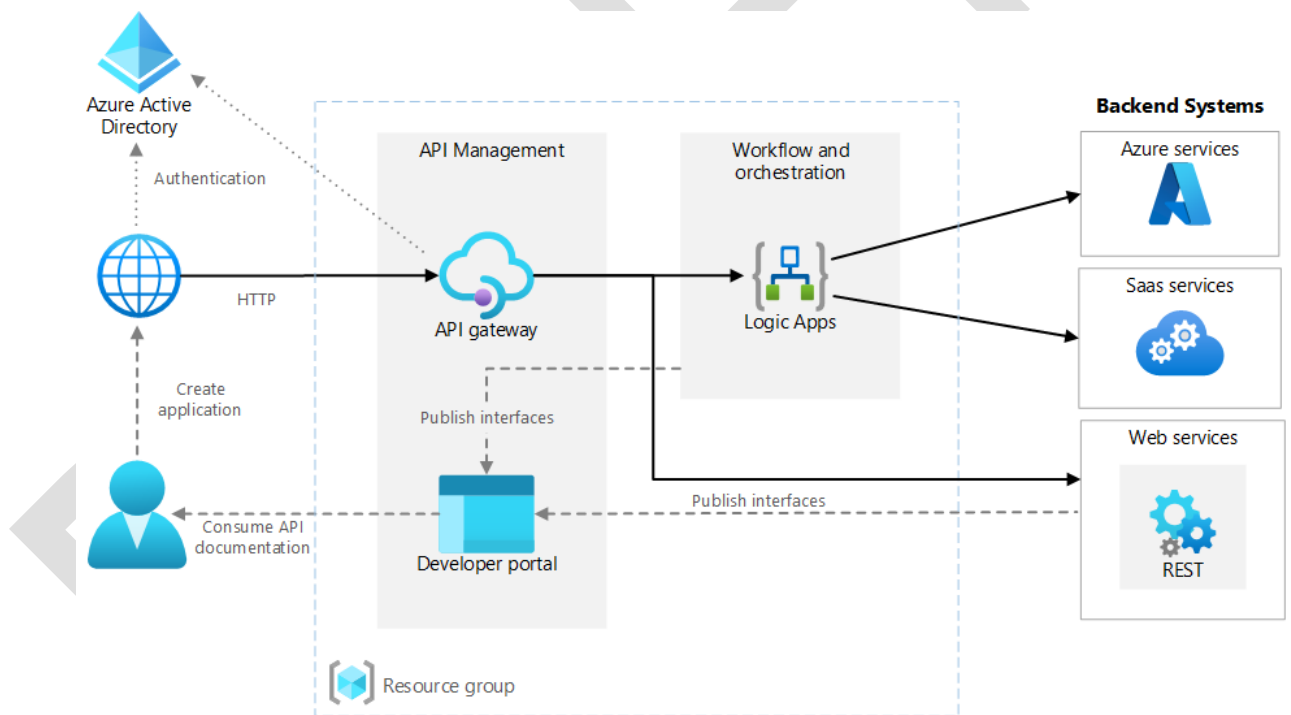 Azure Active
Directory
Authentication
HTTP
Create
application
Consume API
documentation
API Management
API gateway
Publish interfaces
Developer portal
Resource group
Workflow and
orchestration
Logic Apps
Publish interfaces
Backend Systems
Azure services
Saas services
Web services
REST